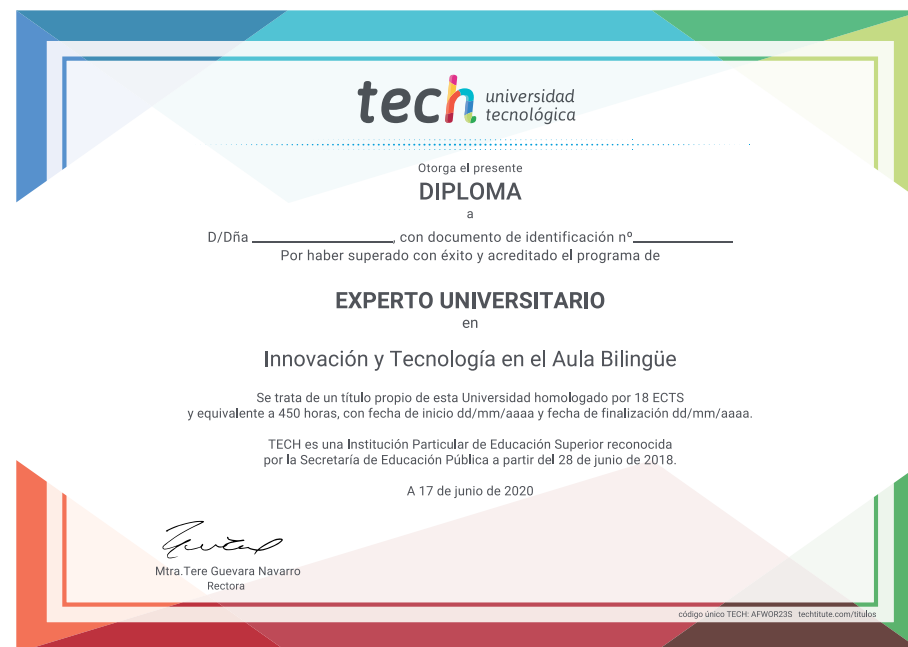 tech universidad
tecnológica
Otorga el presente
DIPLOMA
a
D/Dña ____________________, con documento de identificación nº______________
Por haber superado con éxito y acreditado el programa de
EXPERTO UNIVERSITARIO
en
Innovación y Tecnología en el Aula Bilingüe
Se trata de un título propio de esta Universidad homologado por 18 ECTS
y equivalente a 450 horas, con fecha de inicio dd/mm/aaaa y fecha de finalización dd/mm/aaaa.
TECH es una Institución Particular de Educación Superior reconocida
por la Secretaría de Educación Pública a partir del 28 de junio de 2018.
A 17 de junio de 2020
Mtra.Tere Guevara Navarro
Rectora
código único TECH: AFWOR23S techtitute.com/titulos